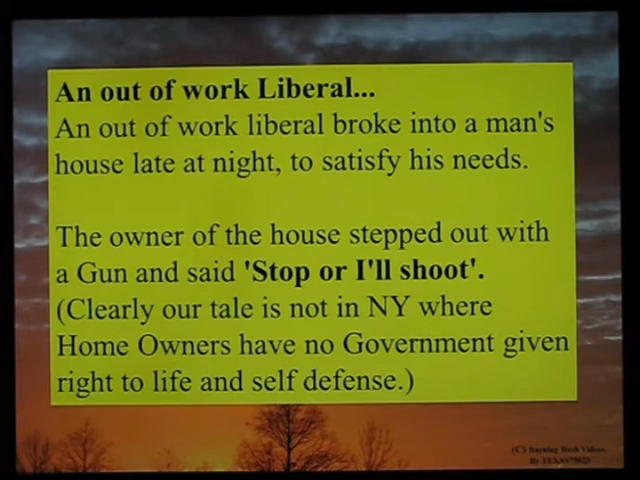 An out of work Liberal...
An out of work liberal broke into a man's
house late at night, to satisfy his needs.
The owner of the house stepped out with
a Gun and said 'Stop or I'll shoot'.
(Clearly our tale is not in NY where
Home Owners have no Government given
right to life and self defense.)
(C) Burning Bush Videos.
By